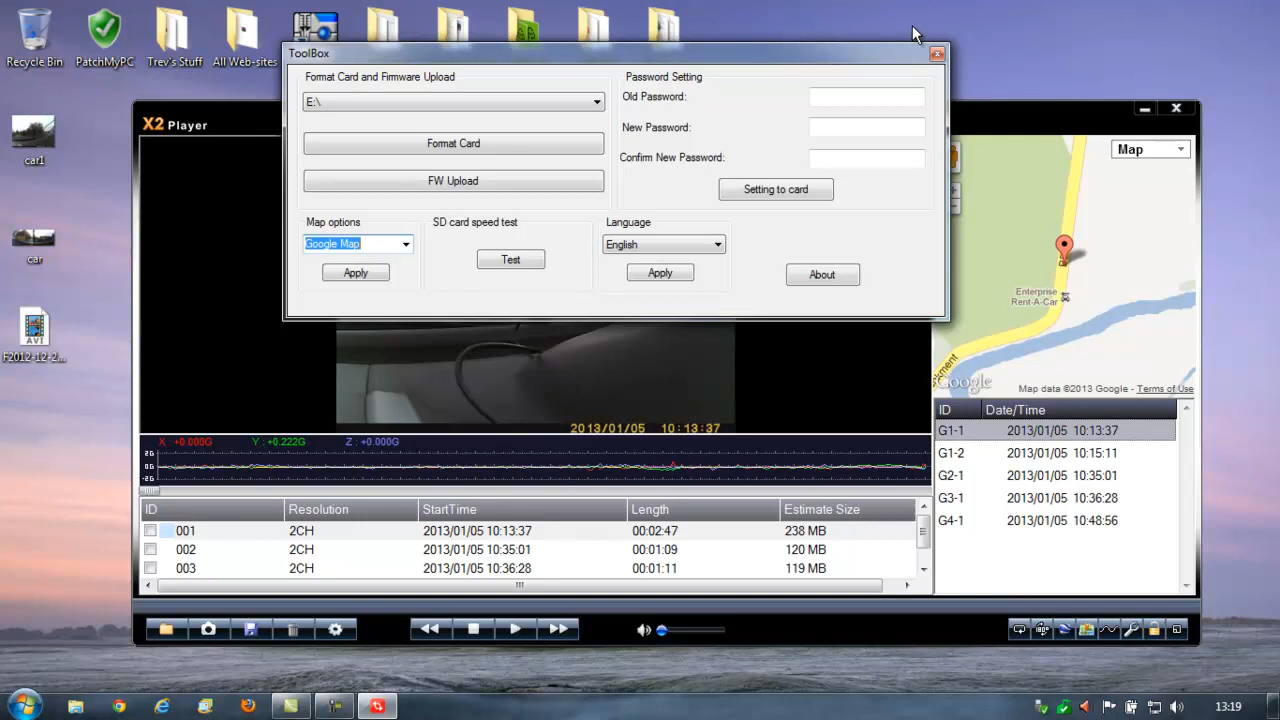 Recycle Bin
PatchMyPC
Trev's Stuff
All Web-sites
car1
car
AVI
F2012-12-2...
ToolBox
Format Card and Firmware Upload
E:\
Format Card
FW Upload
Password Setting
Old Password:
New Password:
Confirm New Password:
Setting to card
Map options
Google Map
Apply
SD card speed test
Test
Language
English
Apply
About
X2 Player
Map
Enterprise
Rent-A-Car
Google
Map data ©2013 Google - Terms of Use
2013/01/05 10:13:37
X : +0.000G Y : +0.222G Z : +0.000G
2G
0G
-2G
ID Resolution StartTime Length Estimate Size
001 2CH 2013/01/05 10:13:37 00:02:47 238 MB
002 2CH 2013/01/05 10:35:01 00:01:09 120 MB
003 2CH 2013/01/05 10:36:28 00:01:11 119 MB
ID Date/Time
G1-1 2013/01/05 10:13:37
G1-2 2013/01/05 10:15:11
G2-1 2013/01/05 10:35:01
G3-1 2013/01/05 10:36:28
G4-1 2013/01/05 10:48:56
13:19